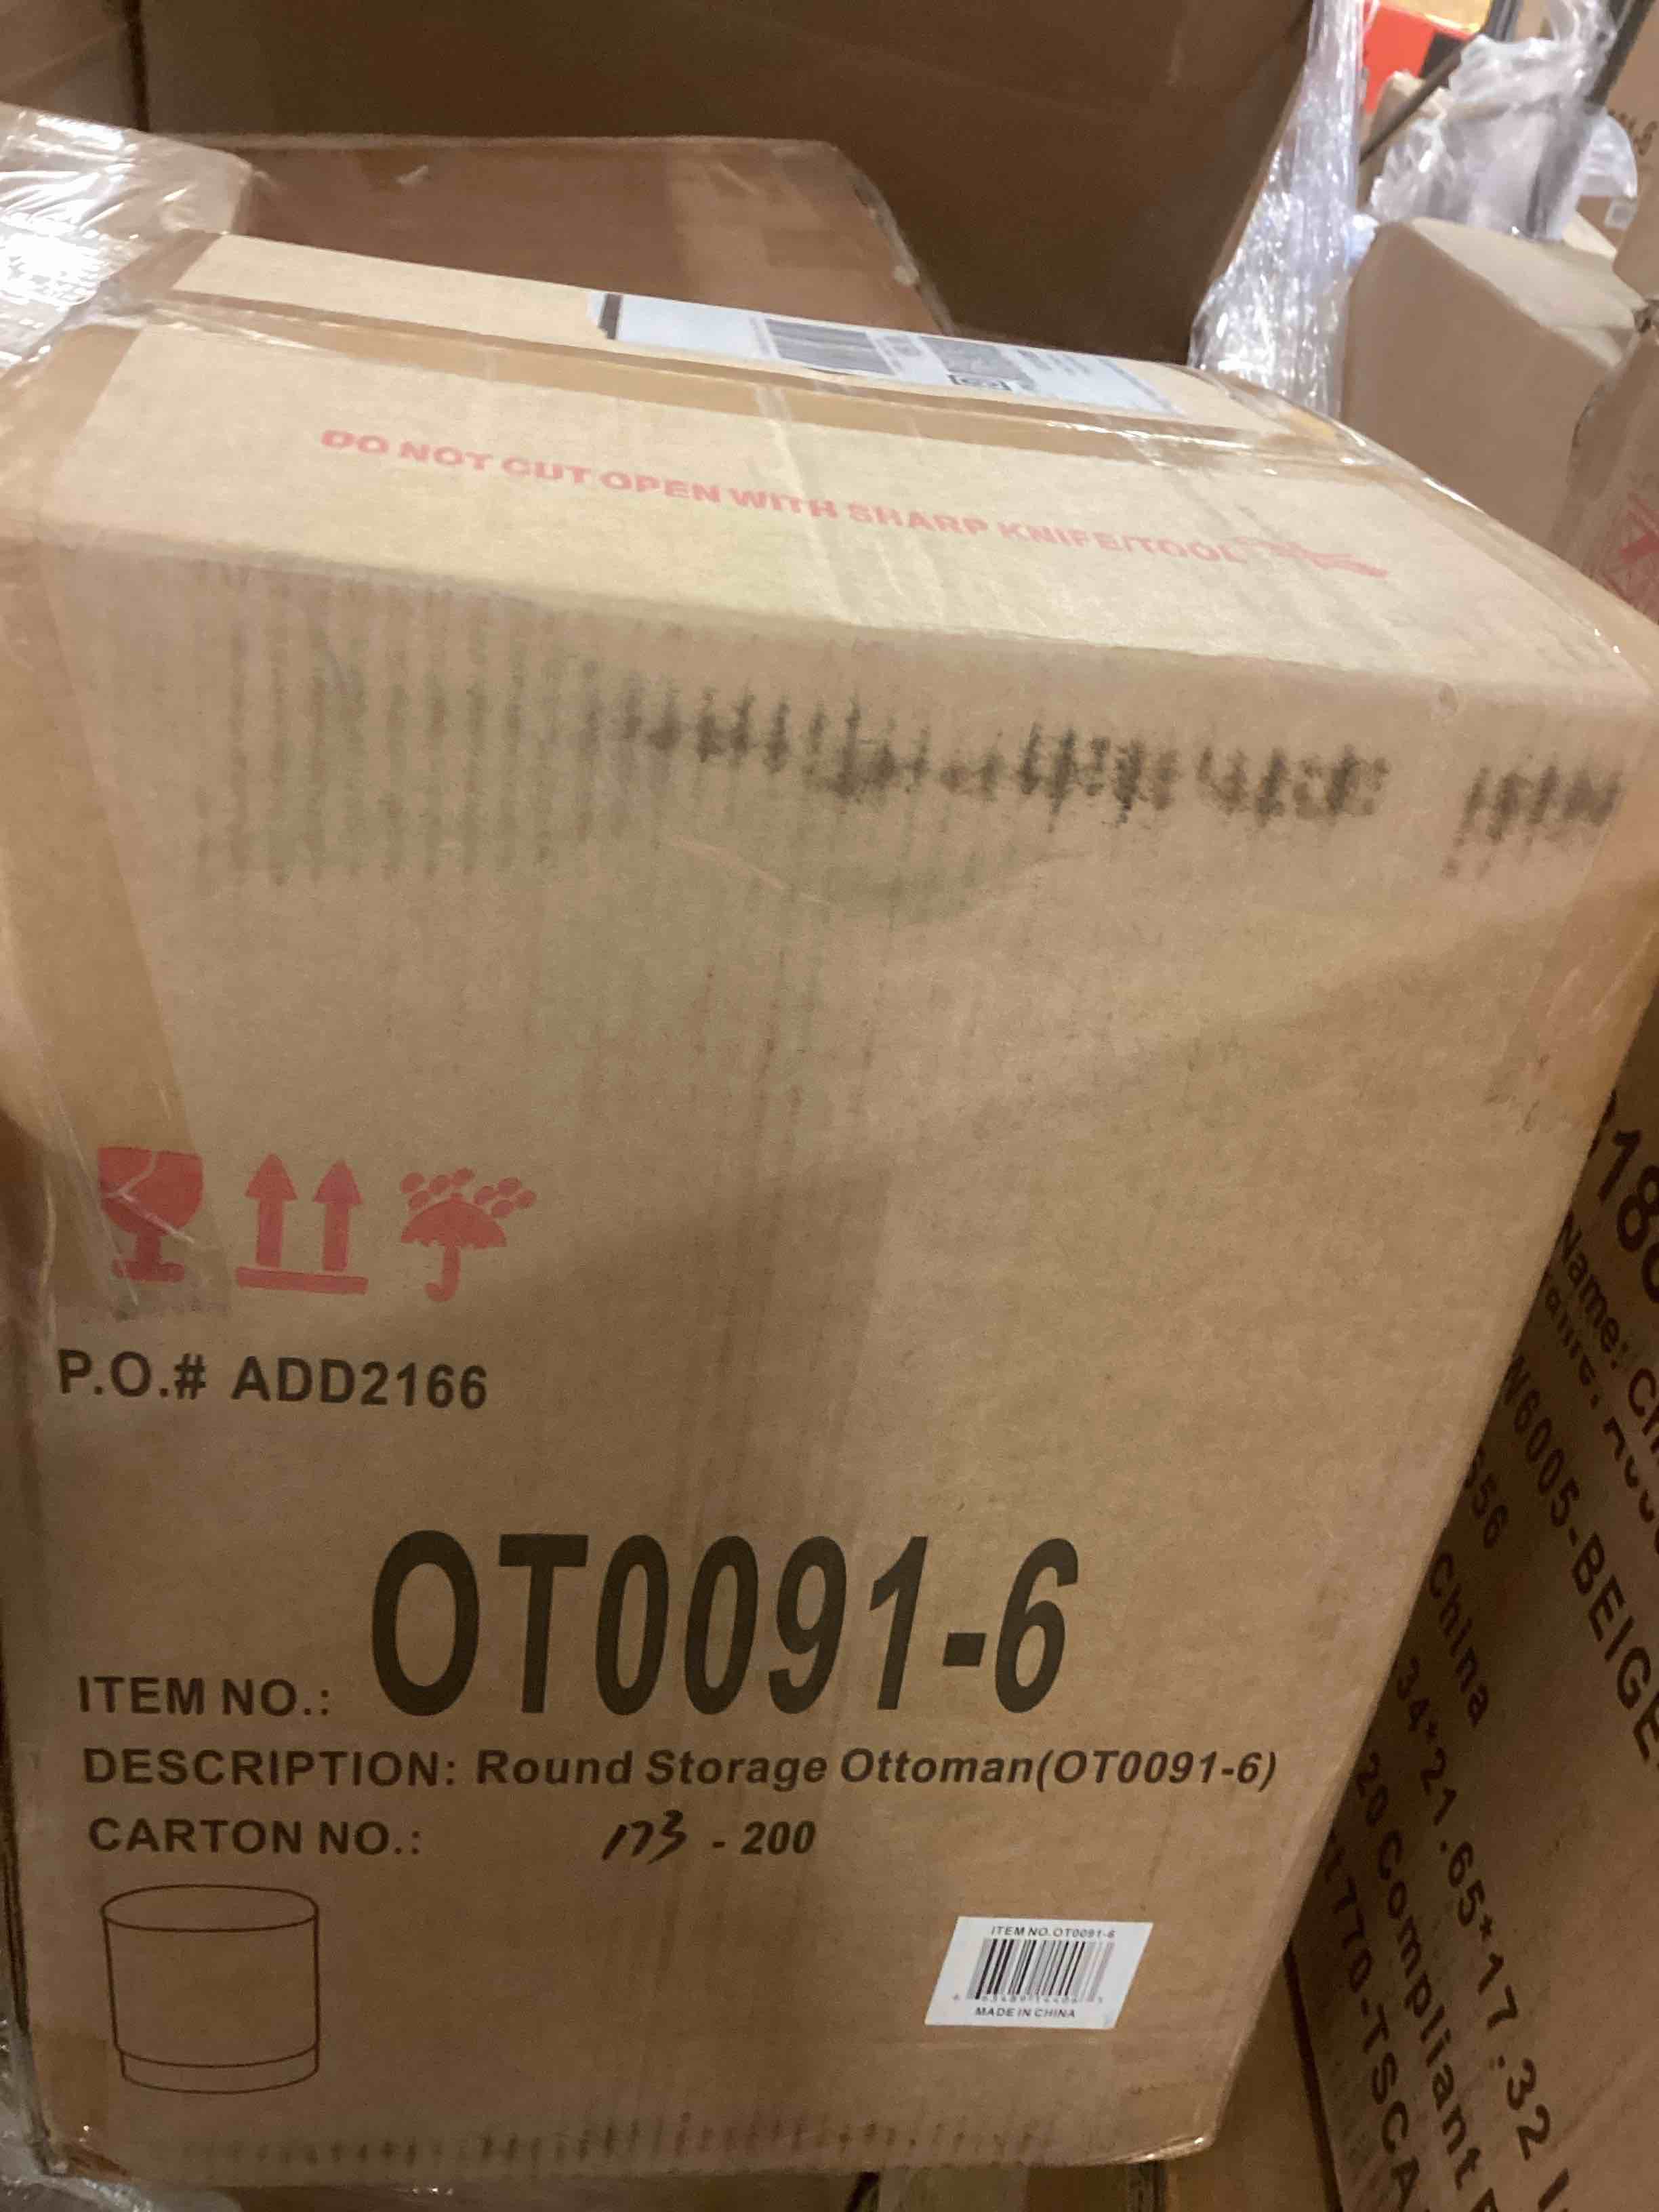 DO NOT CUT OPEN WITH SHARP KNIFE/TOOL
P.O.# ADD2166
ITEM NO.: OT0091-6
DESCRIPTION: Round Storage Ottoman(OT0091-6)
CARTON NO.: 173 - 200
ITEM NO.OT0091-6
MADE IN CHINA
Name:
W6005-BEIGE
China
34*21.65*17.32
Compliant